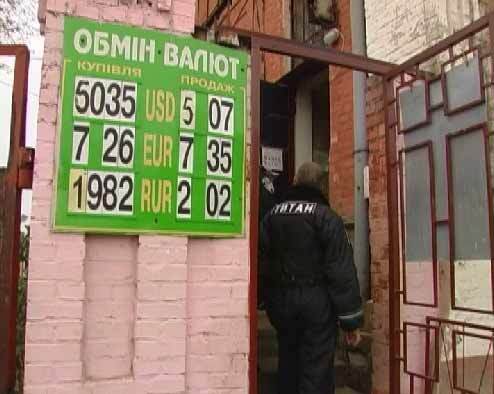 ОБМІН ВАЛЮТ
КУПІВЛЯ ПРОДАЖ
5035 USD 5 07
7 26 EUR 7 35
1982 RUR 2 02
ТИТАН